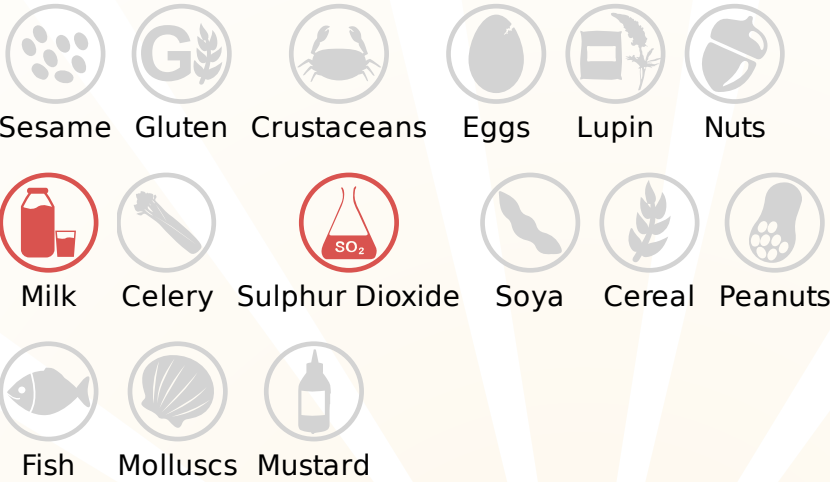 Sesame Gluten Crustaceans Eggs Lupin Nuts
SO₂
Milk Celery Sulphur Dioxide Soya Cereal Peanuts
Fish Molluscs Mustard